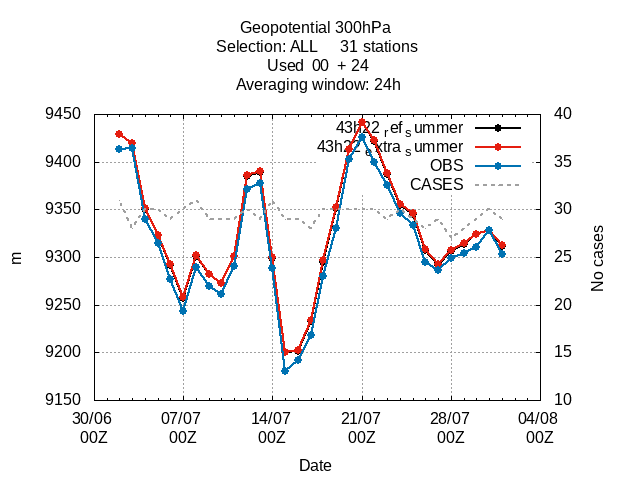 Geopotential 300hPa
Selection: ALL 31 stations
Used 00 + 24
Averaging window: 24h
9450
9400
9350
9300
9250
9200
9150
m
40
35
30
25
20
15
10
No cases
43h22_ref_summer
43h22_extra_summer
OBS
CASES
30/06 07/07 14/07 21/07 28/07 04/08
00Z 00Z 00Z 00Z 00Z 00Z
Date